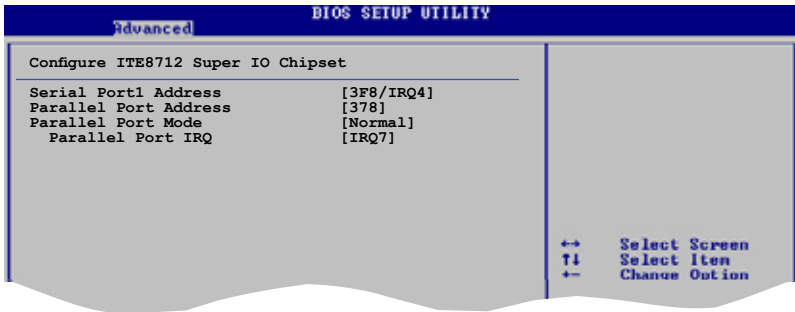 BIOS SETUP UTILITY
Advanced
Configure ITE8712 Super IO Chipset
Serial Port1 Address [3F8/IRQ4]
Parallel Port Address [378]
Parallel Port Mode [Normal]
Parallel Port IRQ [IRQ7]
←→ Select Screen
↑↓ Select Item
+- Change Option